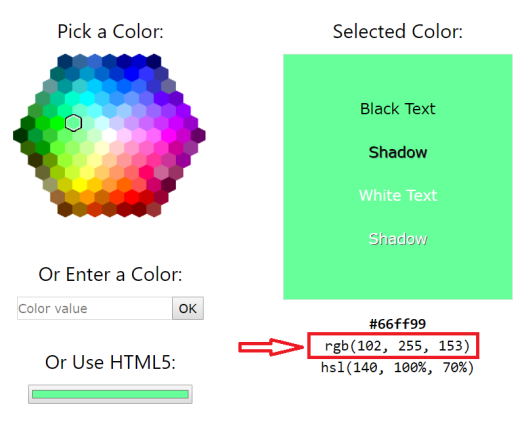 Pick a Color:
Selected Color:
Black Text
Shadow
White Text
Shadow
Or Enter a Color:
Color value
OK
Or Use HTML5:
#66ff99
rgb(102, 255, 153)
hsl(140, 100%, 70%)